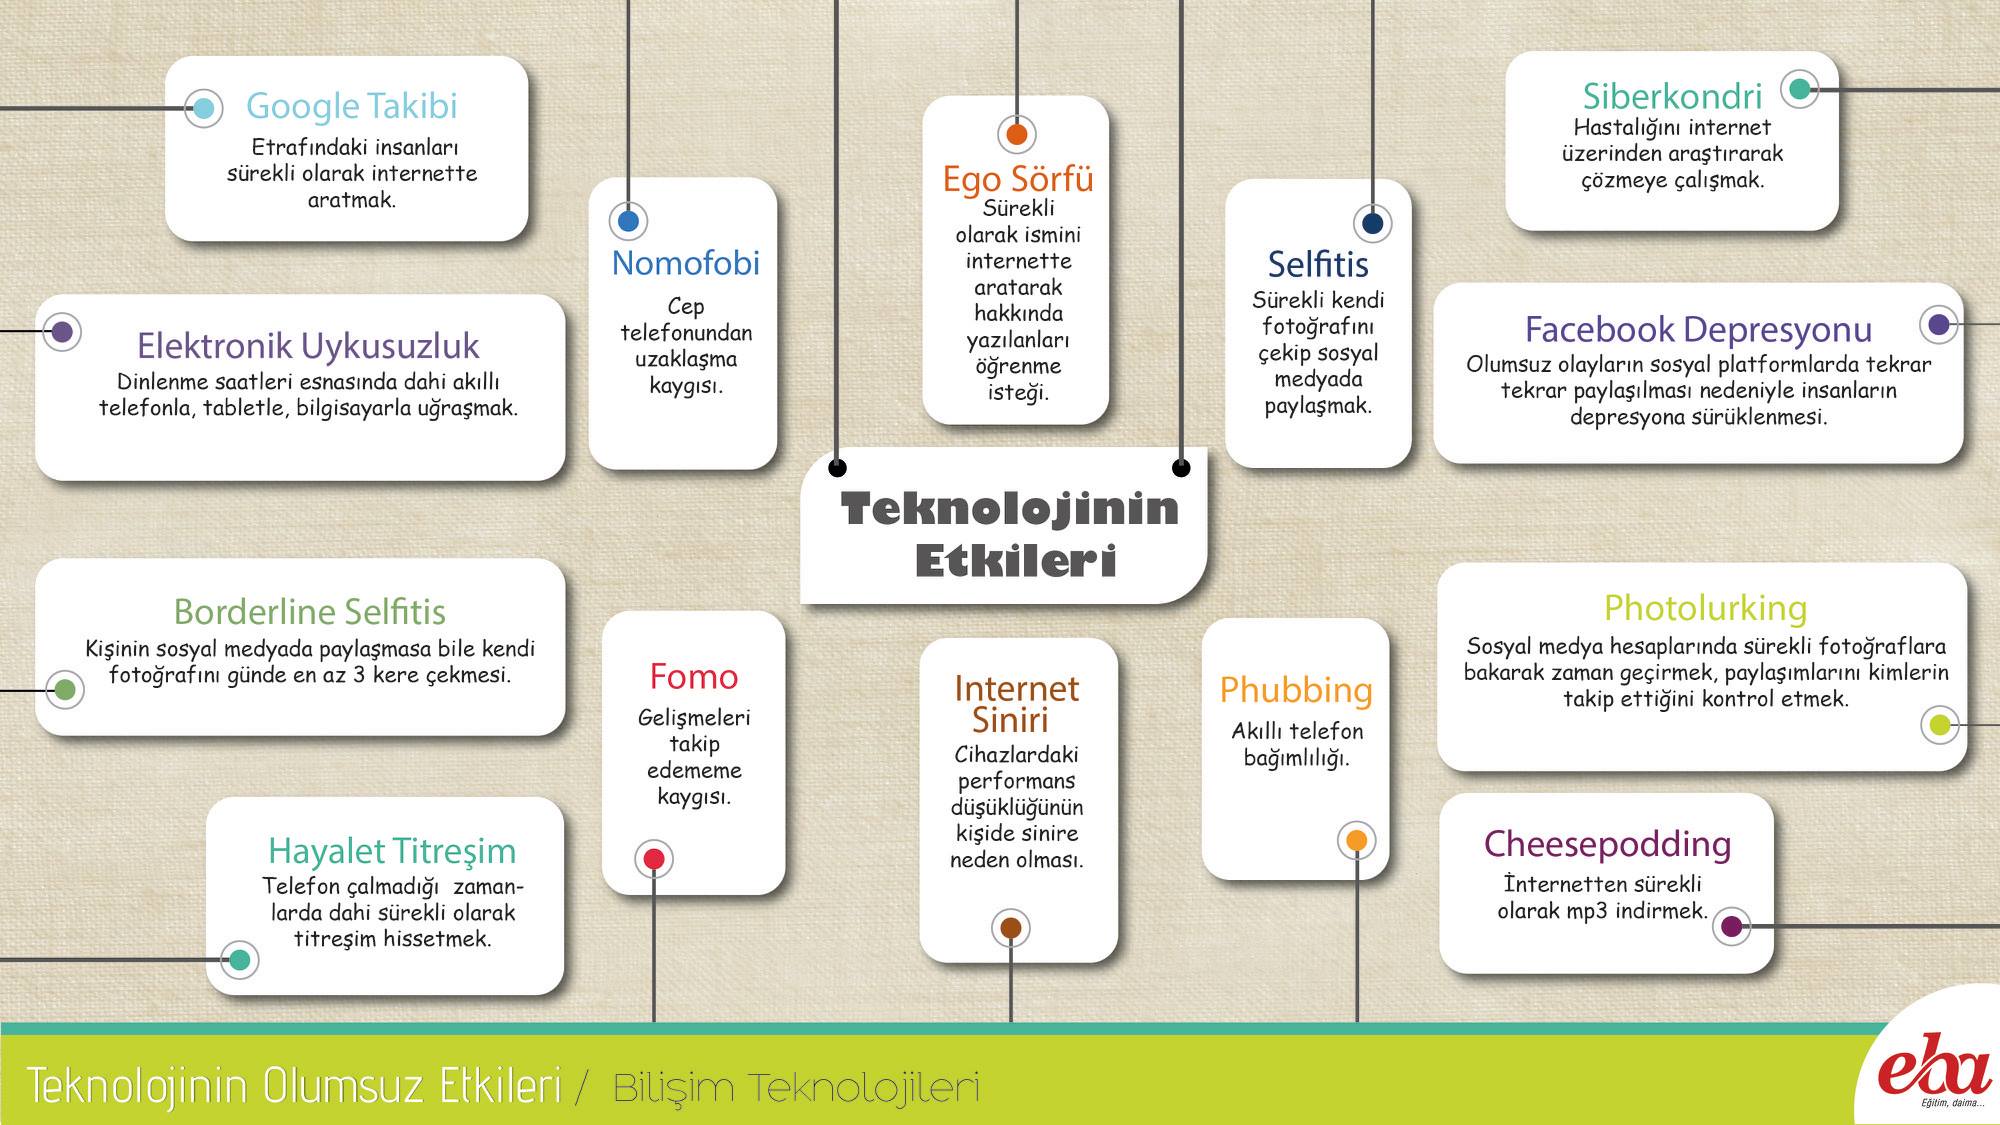 Google Takibi
Etrafındaki insanları
sürekli olarak internette
aratmak.
Nomofobi
Cep
telefonundan
uzaklaşma
kaygısı.
Ego Sörfü
Sürekli
olarak ismini
internette
aratarak
hakkında
yazılanları
öğrenme
isteği.
Selfitis
Sürekli kendi
fotoğrafını
çekip sosyal
medyada
paylaşmak.
Siberkondri
Hastalığını internet
üzerinden araştırarak
çözmeye çalışmak.
Elektronik Uykusuzluk
Dinlenme saatleri esnasında dahi akıllı
telefonla, tabletle, bilgisayarla uğraşmak.
Facebook Depresyonu
Olumsuz olayların sosyal platformlarda tekrar
tekrar paylaşılması nedeniyle insanların
depresyona sürüklenmesi.
Teknolojinin
Etkileri
Borderline Selfitis
Kişinin sosyal medyada paylaşmasa bile kendi
fotoğrafını günde en az 3 kere çekmesi.
Fomo
Gelişmeleri
takip
edememe
kaygısı.
Internet
Siniri
Cihazlardaki
performans
düşüklüğünün
kişide sinire
neden olması.
Phubbing
Akıllı telefon
bağımlılığı.
Photolurking
Sosyal medya hesaplarında sürekli fotoğraflara
bakarak zaman geçirmek, paylaşımlarını kimlerin
takip ettiğini kontrol etmek.
Hayalet Titreşim
Telefon çalmadığı zaman-
larda dahi sürekli olarak
titreşim hissetmek.
Cheesepodding
İnternetten sürekli
olarak mp3 indirmek.
Teknolojinin Olumsuz Etkileri / Bilişim Teknolojileri
eba
Eğitim, daima...